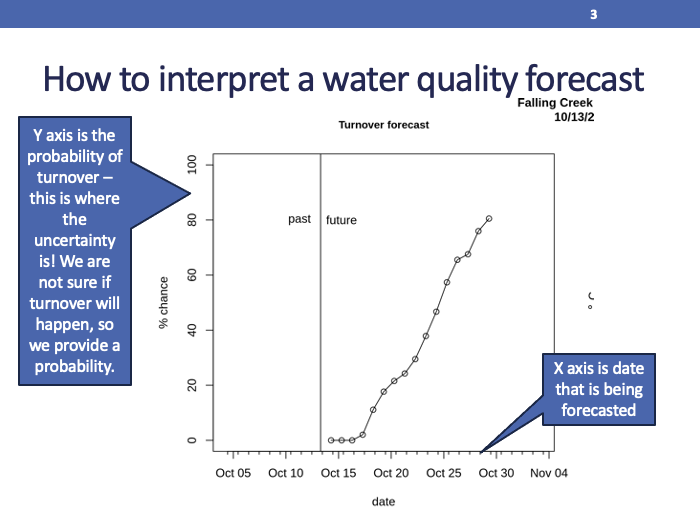 3
How to interpret a water quality forecast
Falling Creek
10/13/2
Turnover forecast
Y axis is the
probability of
turnover –
this is where
the
uncertainty
is! We are
not sure if
turnover will
happen, so
we provide a
probability.
% chance
100
80
60
40
20
0
past
future
X axis is date
that is being
forecasted
Oct 05
Oct 10
Oct 15
Oct 20
Oct 25
Oct 30
Nov 04
date